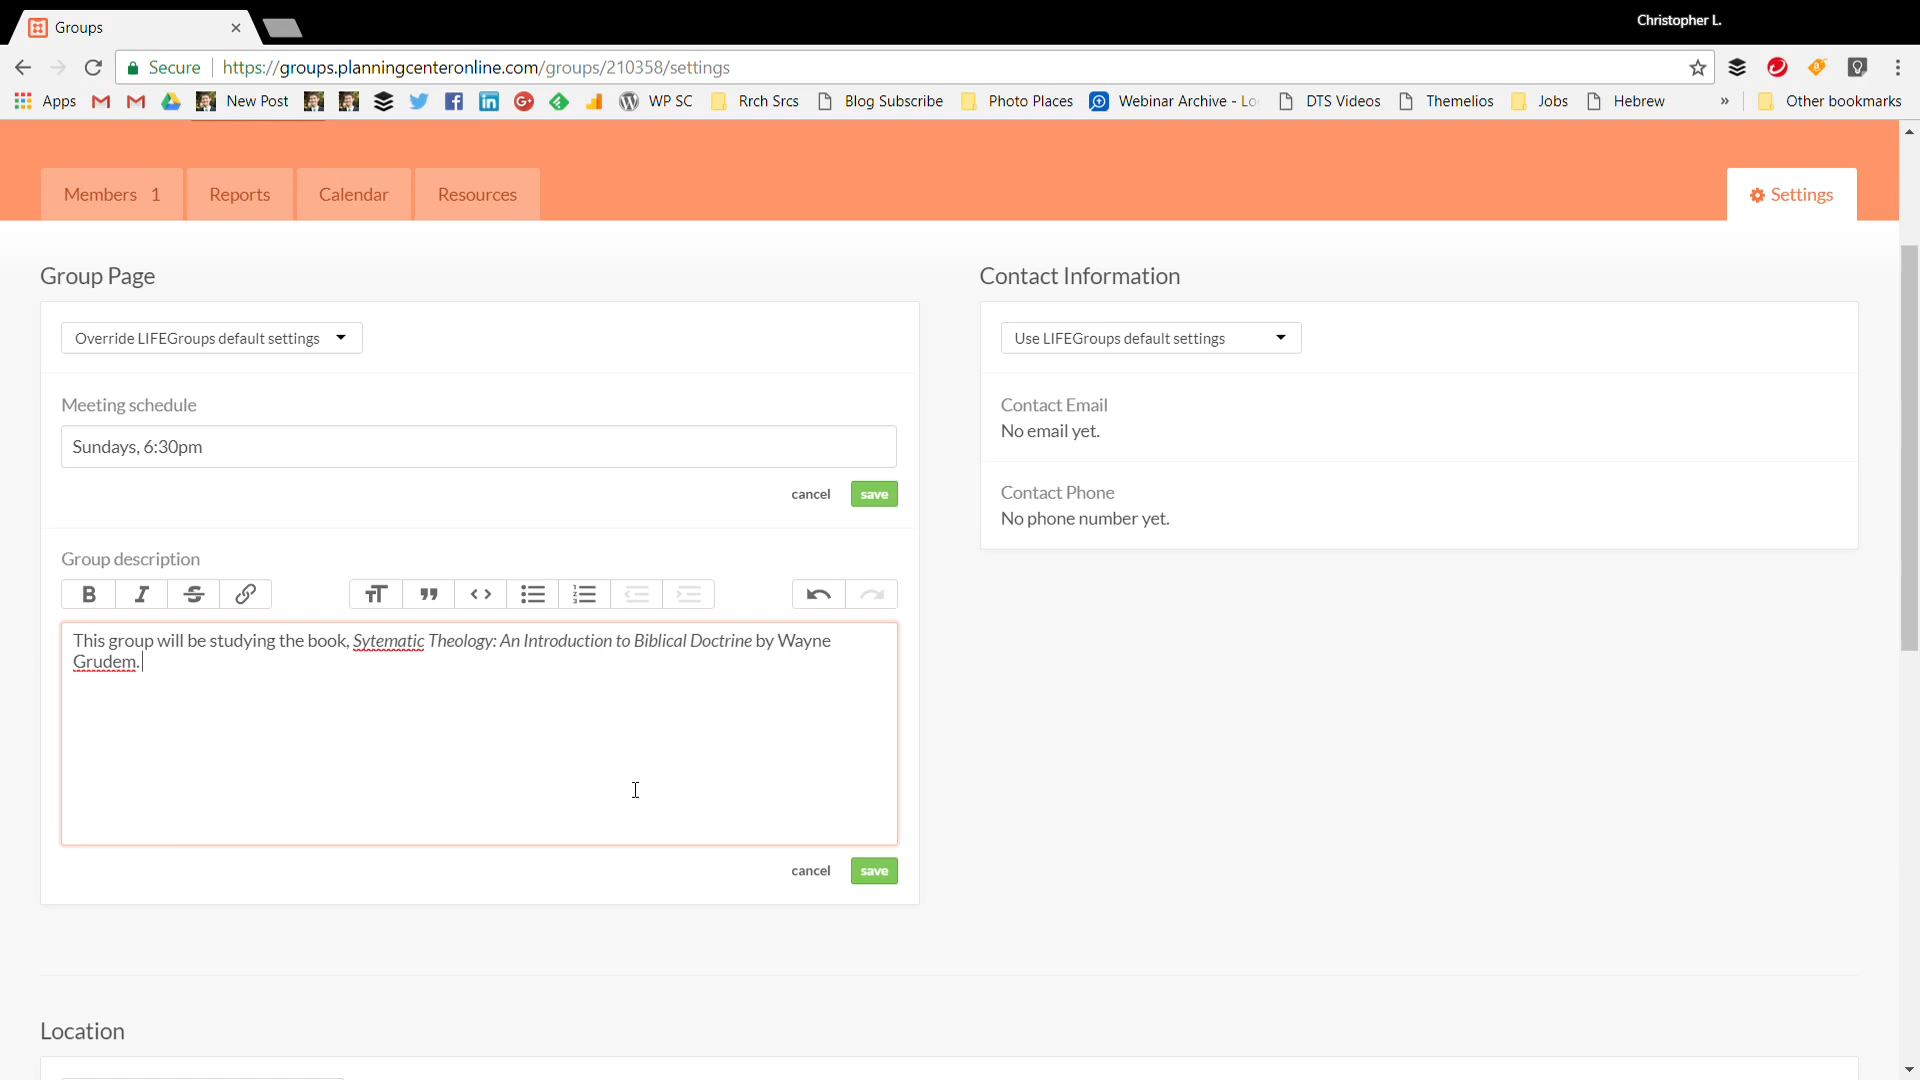 Groups
Christopher L.
Secure https://groups.planningcenteronline.com/groups/210358/settings
Apps New Post WP SC Rrch Srcs Blog Subscribe Photo Places Webinar Archive - Lo DTS Videos Themelios Jobs Hebrew » Other bookmarks
Members 1 Reports Calendar Resources Settings
Group Page
Contact Information
Override LIFEGroups default settings
Use LIFEGroups default settings
Meeting schedule
Sundays, 6:30pm
cancel save
Contact Email
No email yet.
Contact Phone
No phone number yet.
Group description
B I S
This group will be studying the book, Sytematic Theology: An Introduction to Biblical Doctrine by Wayne
Grudem.
cancel save
Location